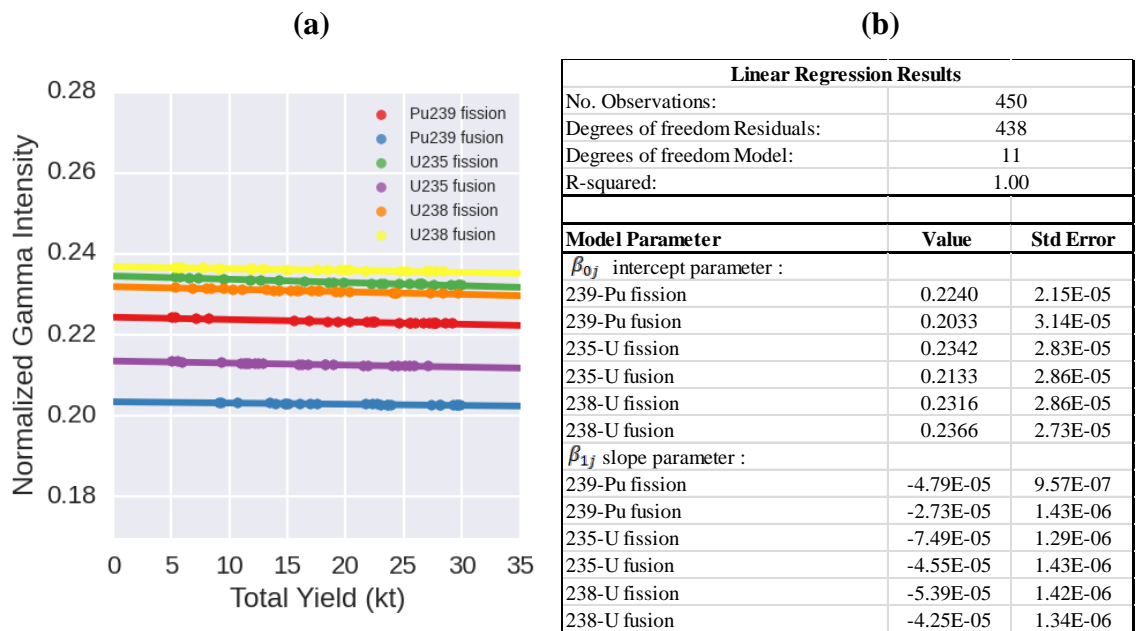 (a)
Normalized Gamma Intensity
0.28
0.26
0.24
0.22
0.20
0.18
Pu239 fission
Pu239 fusion
U235 fission
U235 fusion
U238 fission
U238 fusion
0 5 10 15 20 25 30 35
Total Yield (kt)
(b)
Linear Regression Results
No. Observations: 450
Degrees of freedom Residuals: 438
Degrees of freedom Model: 11
R-squared: 1.00
Model Parameter Value Std Error
β0j intercept parameter :
239-Pu fission 0.2240 2.15E-05
239-Pu fusion 0.2033 3.14E-05
235-U fission 0.2342 2.83E-05
235-U fusion 0.2133 2.86E-05
238-U fission 0.2316 2.86E-05
238-U fusion 0.2366 2.73E-05
β1j slope parameter :
239-Pu fission -4.79E-05 9.57E-07
239-Pu fusion -2.73E-05 1.43E-06
235-U fission -7.49E-05 1.29E-06
235-U fusion -4.55E-05 1.43E-06
238-U fission -5.39E-05 1.42E-06
238-U fusion -4.25E-05 1.34E-06